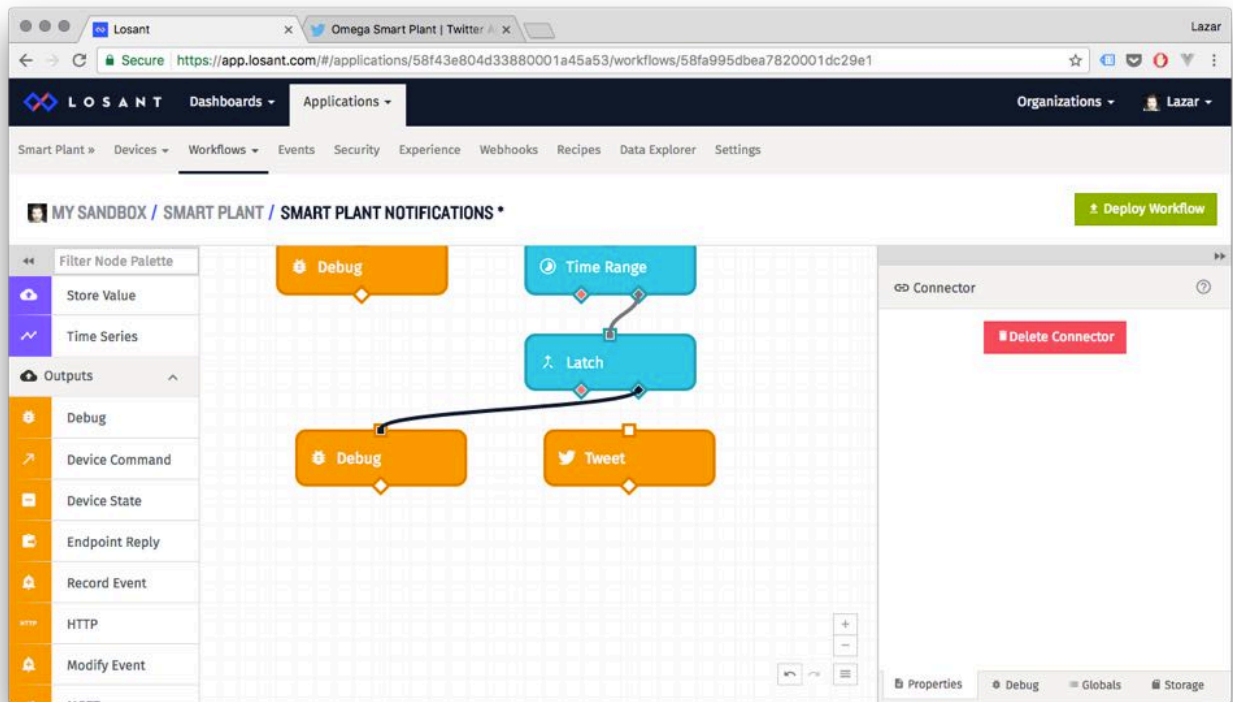 Losant
Omega Smart Plant | Twitter A
Lazar
Secure https://app.losant.com/#/applications/58f43e804d33880001a45a53/workflows/58fa995dbea7820001dc29e1
LOSANT Dashboards Applications Organizations Lazar
Smart Plant » Devices Workflows Events Security Experience Webhooks Recipes Data Explorer Settings
MY SANDBOX / SMART PLANT / SMART PLANT NOTIFICATIONS *
Deploy Workflow
Filter Node Palette
Store Value
Time Series
Outputs
Debug
Device Command
Device State
Endpoint Reply
Record Event
HTTP
HTTP
Modify Event
Debug
Time Range
Latch
Debug
Tweet
Connector
Delete Connector
Properties Debug Globals Storage